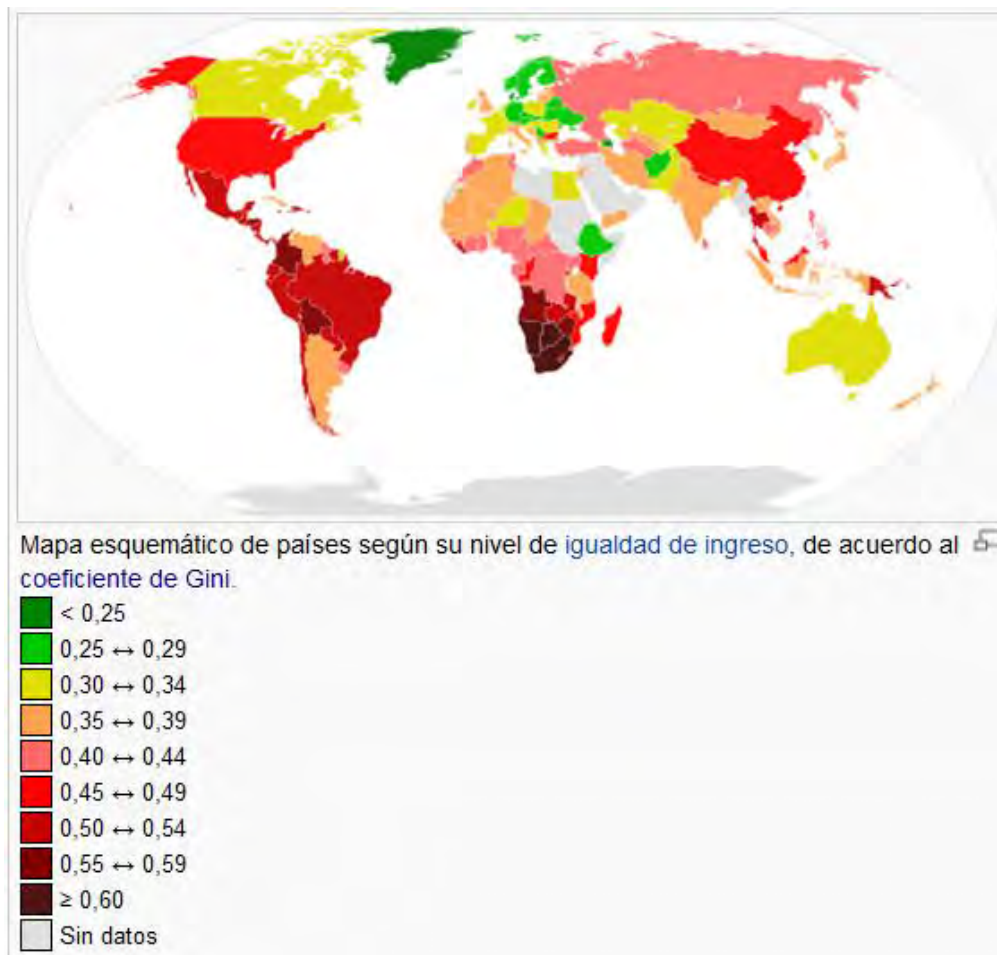 Mapa esquemático de países según su nivel de igualdad de ingreso, de acuerdo al
coeficiente de Gini.
< 0,25
0,25 ↔ 0,29
0,30 ↔ 0,34
0,35 ↔ 0,39
0,40 ↔ 0,44
0,45 ↔ 0,49
0,50 ↔ 0,54
0,55 ↔ 0,59
≥ 0,60
Sin datos